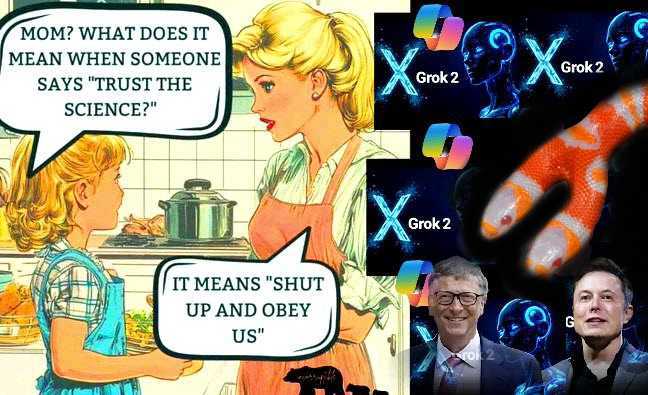 MOM? WHAT DOES IT
MEAN WHEN SOMEONE
SAYS "TRUST THE
SCIENCE?"
IT MEANS "SHUT
UP AND OBEY
US"
X Grok 2
X Grok 2
X Grok 2
G
rok 2